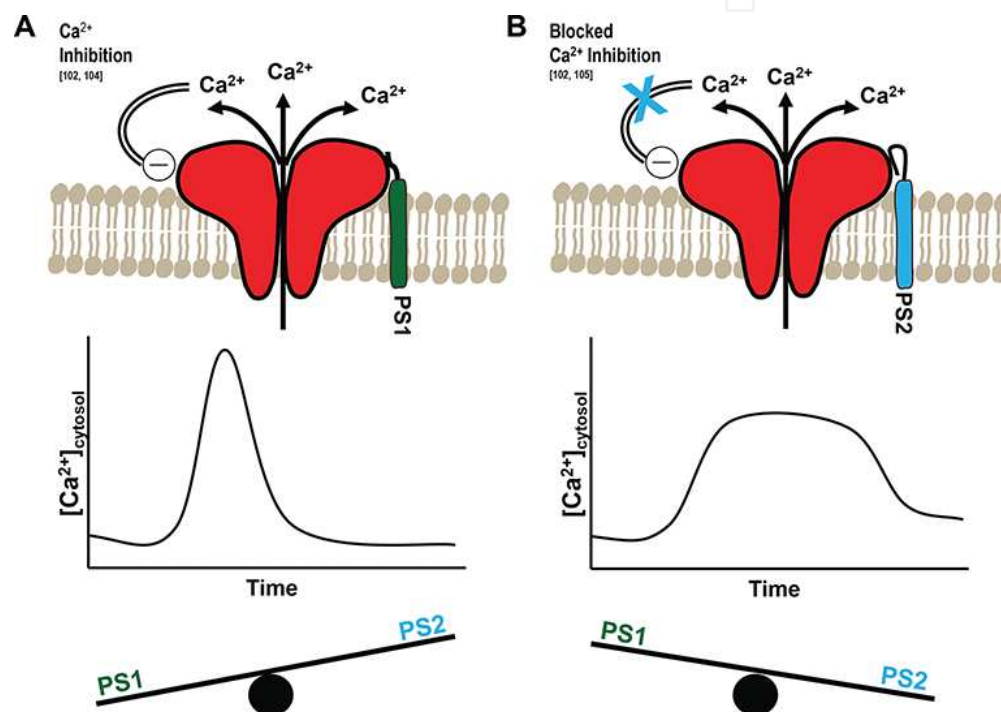 A
Ca²⁺
Inhibition
[102, 104]
Ca²⁺
Ca²⁺
Ca²⁺
−
PS1
[Ca²⁺]cytosol
Time
PS1
PS2
B
Blocked
Ca²⁺ Inhibition
[102, 105]
Ca²⁺
Ca²⁺
Ca²⁺
−
PS2
[Ca²⁺]cytosol
Time
PS1
PS2